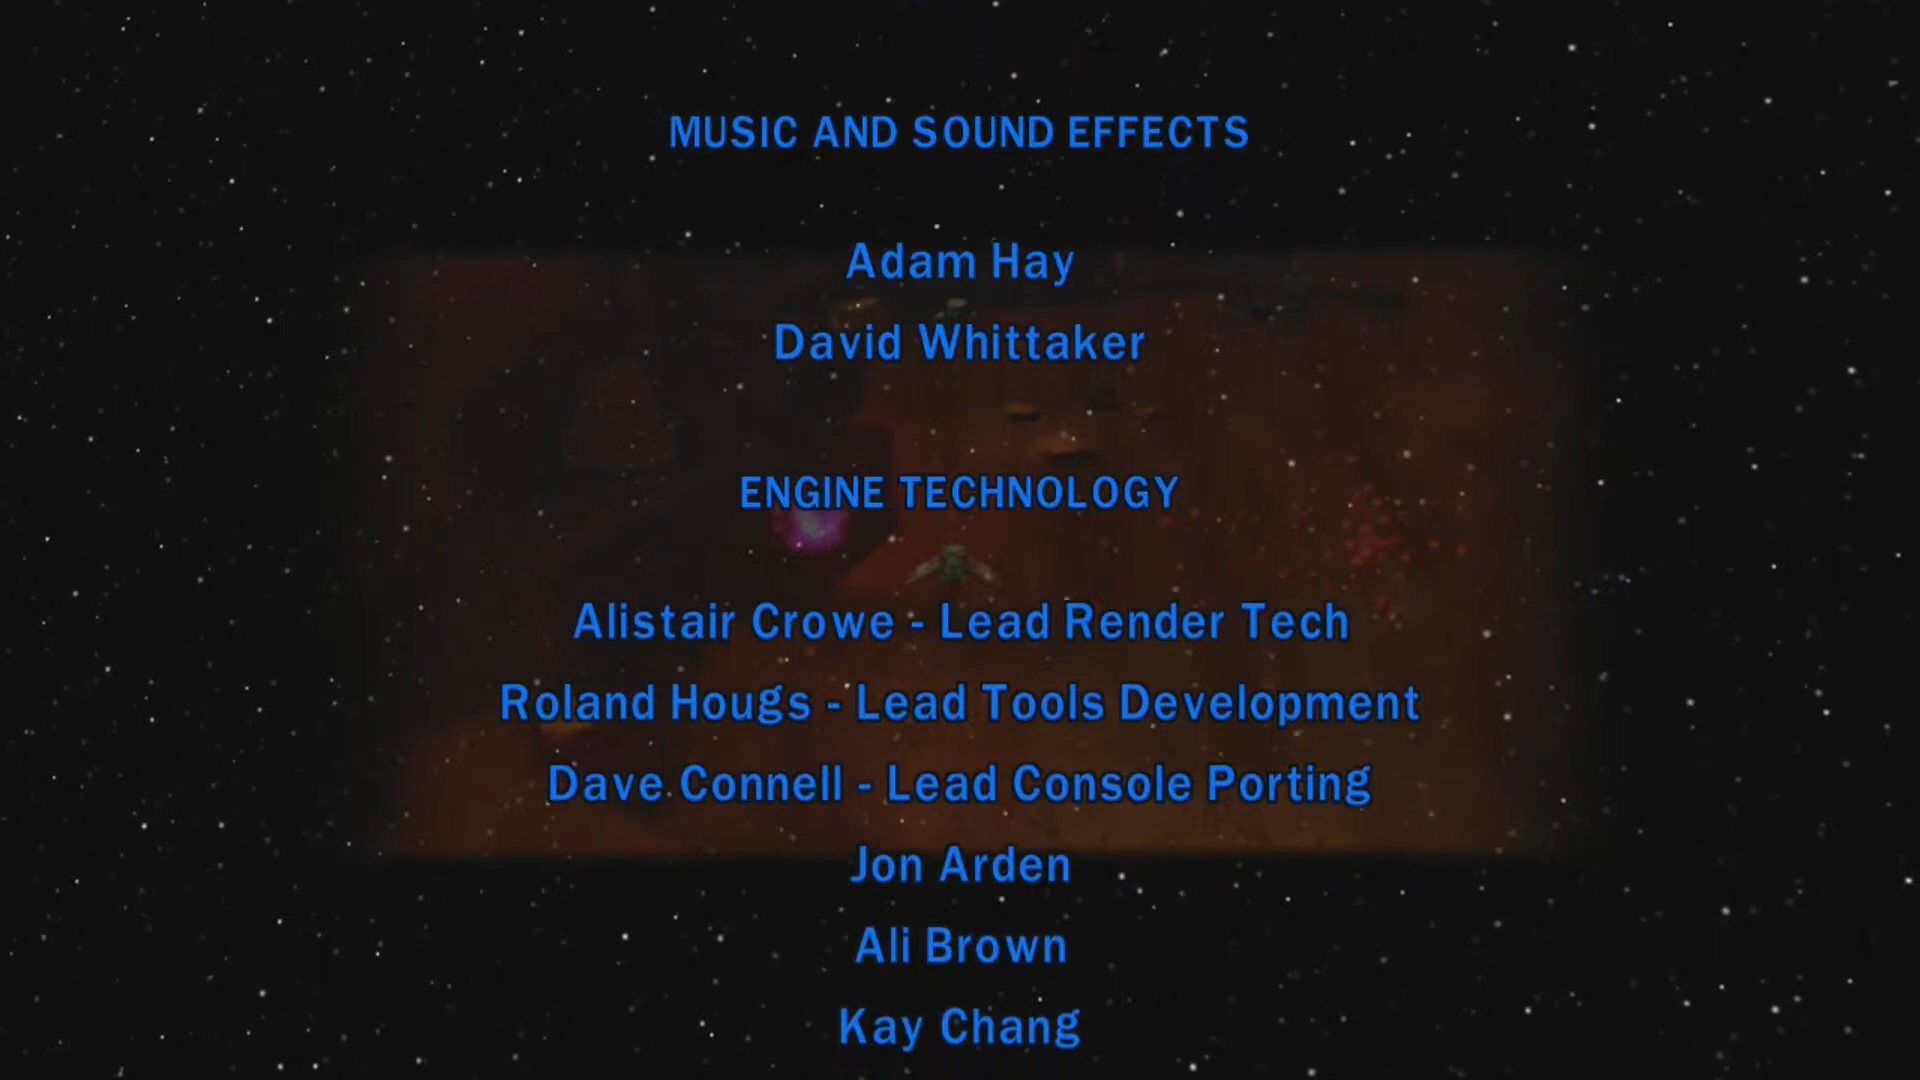 MUSIC AND SOUND EFFECTS
Adam Hay
David Whittaker
ENGINE TECHNOLOGY
Alistair Crowe - Lead Render Tech
Roland Hougs - Lead Tools Development
Dave Connell - Lead Console Porting
Jon Arden
Ali Brown
Kay Chang